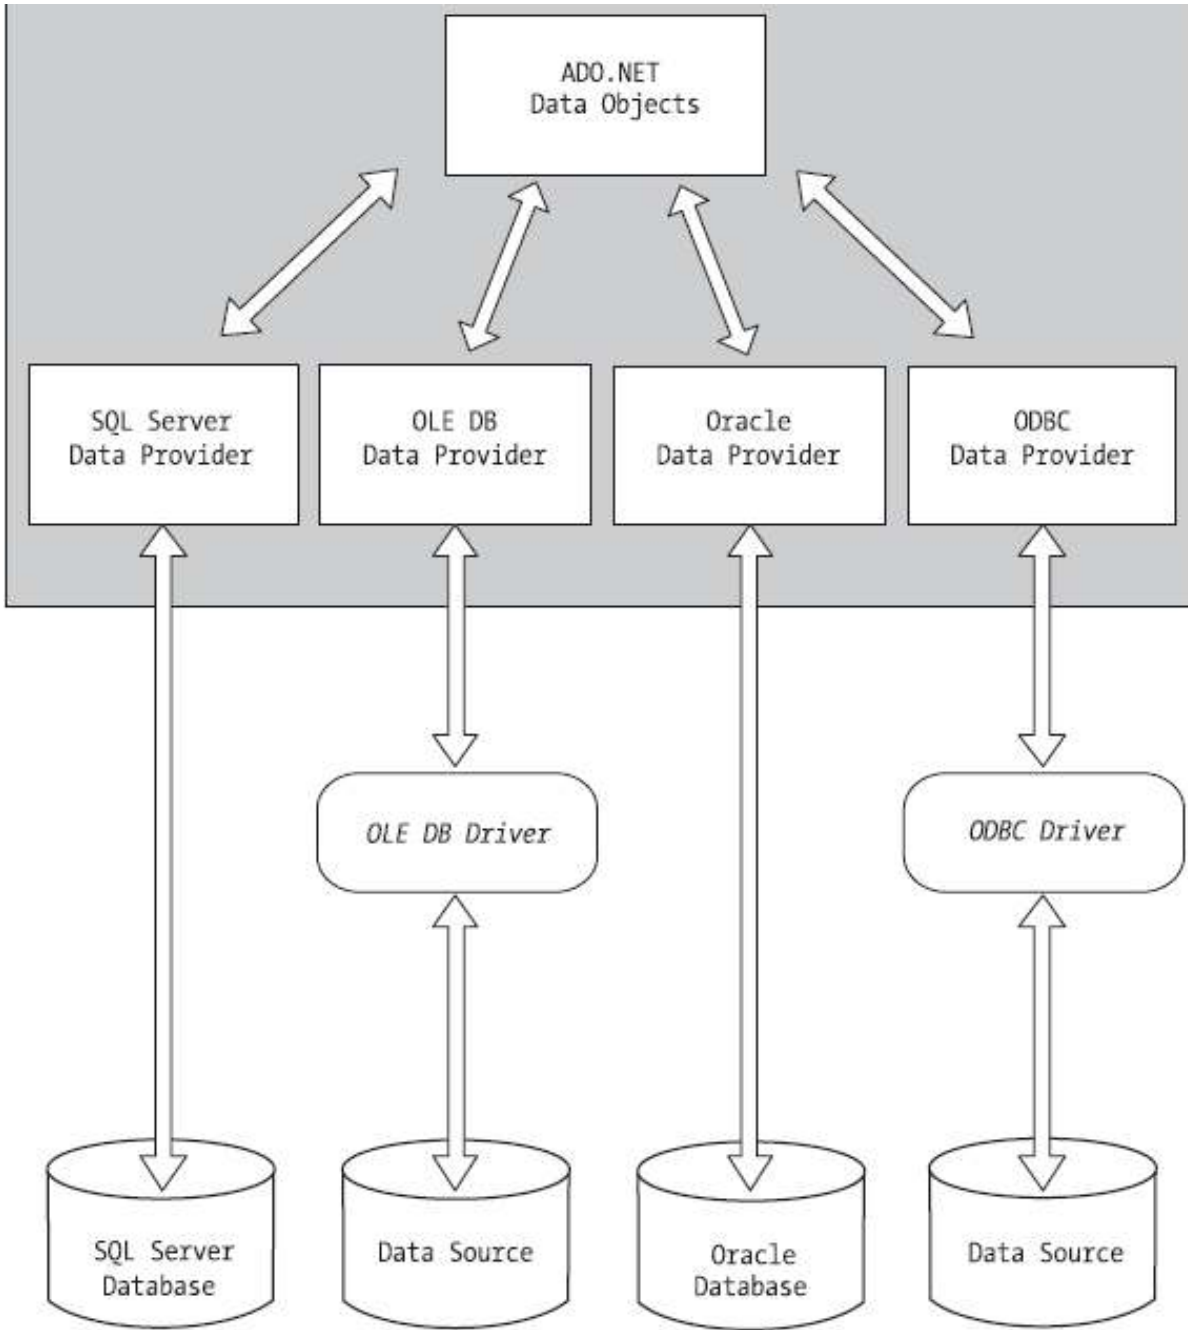 ADO.NET
Data Objects
SQL Server
Data Provider
OLE DB
Data Provider
Oracle
Data Provider
ODBC
Data Provider
OLE DB Driver
ODBC Driver
SQL Server
Database
Data Source
Oracle
Database
Data Source